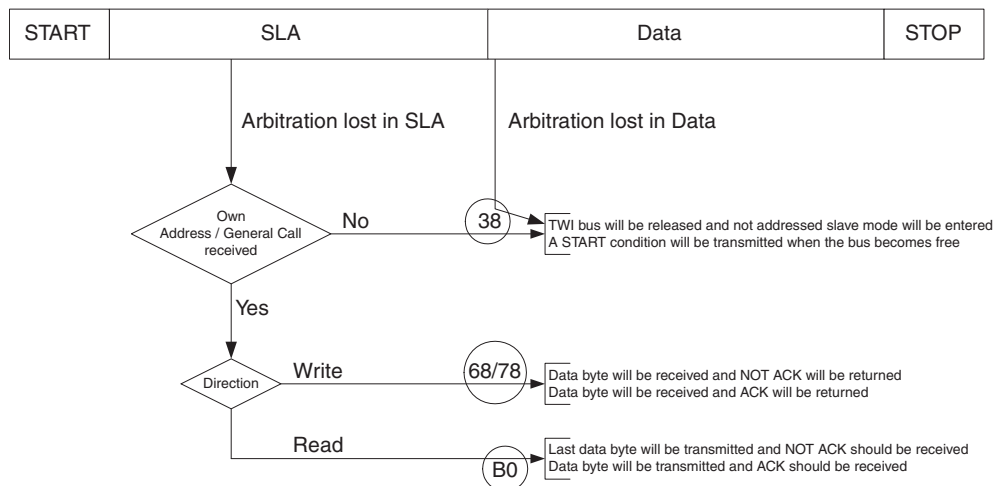 START SLA Data STOP
Arbitration lost in SLA Arbitration lost in Data
Own
Address / General Call
received
No
38
TWI bus will be released and not addressed slave mode will be entered
A START condition will be transmitted when the bus becomes free
Yes
Direction
Write
68/78
Data byte will be received and NOT ACK will be returned
Data byte will be received and ACK will be returned
Read
B0
Last data byte will be transmitted and NOT ACK should be received
Data byte will be transmitted and ACK should be received